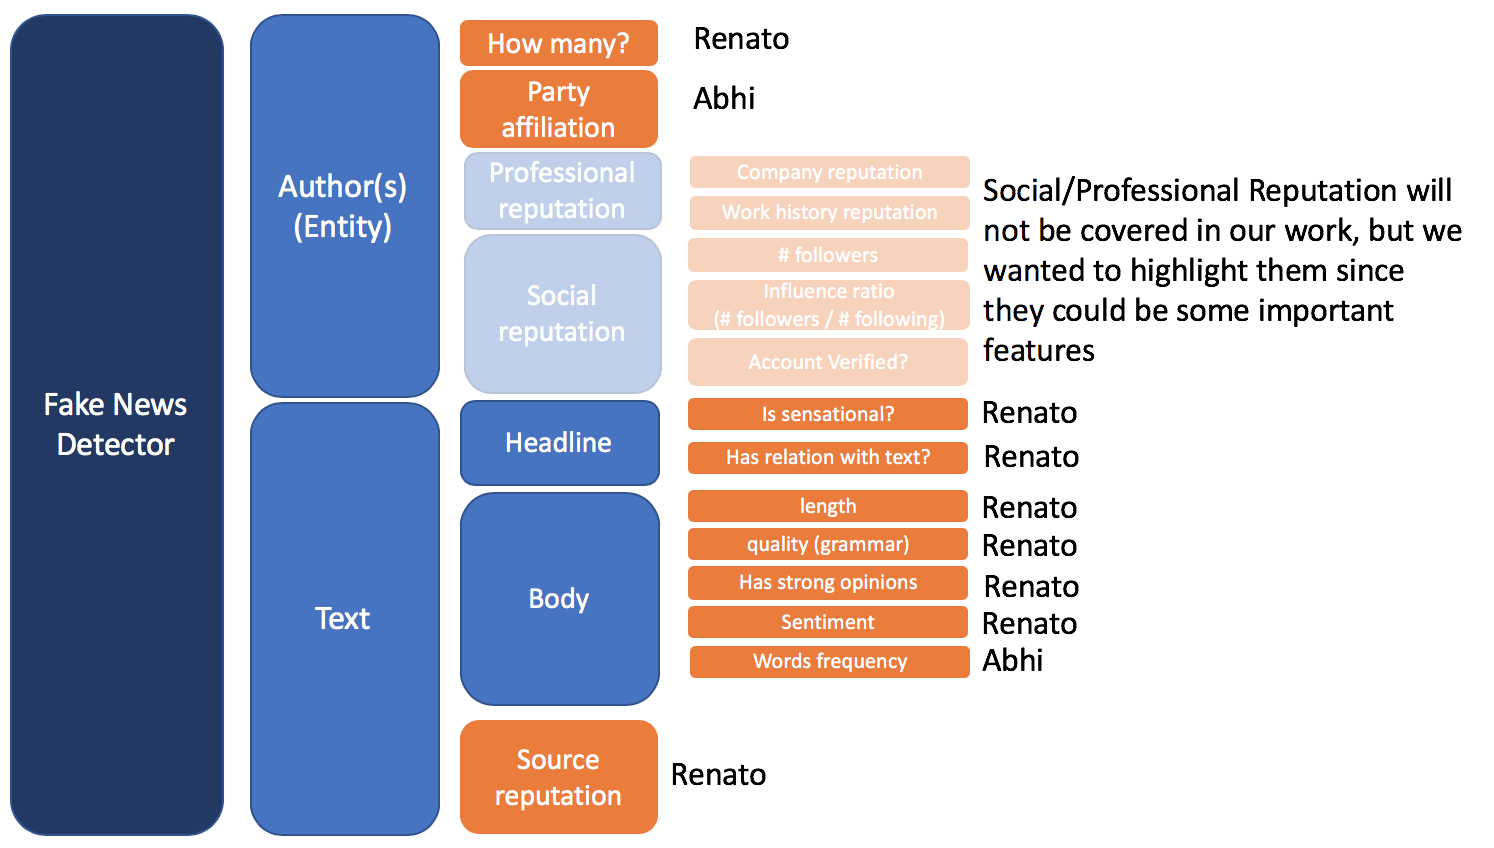 Fake News
Detector
Author(s)
(Entity)
How many?
Renato
Party
affiliation
Abhi
Professional
reputation
Company reputation
Work history reputation
Social
reputation
# followers
Influence ratio
(# followers / # following)
Account Verified?
Social/Professional Reputation will
not be covered in our work, but we
wanted to highlight them since
they could be some important
features
Text
Headline
Is sensational?
Renato
Has relation with text?
Renato
Body
length
Renato
quality (grammar)
Renato
Has strong opinions
Renato
Sentiment
Renato
Words frequency
Abhi
Source
reputation
Renato